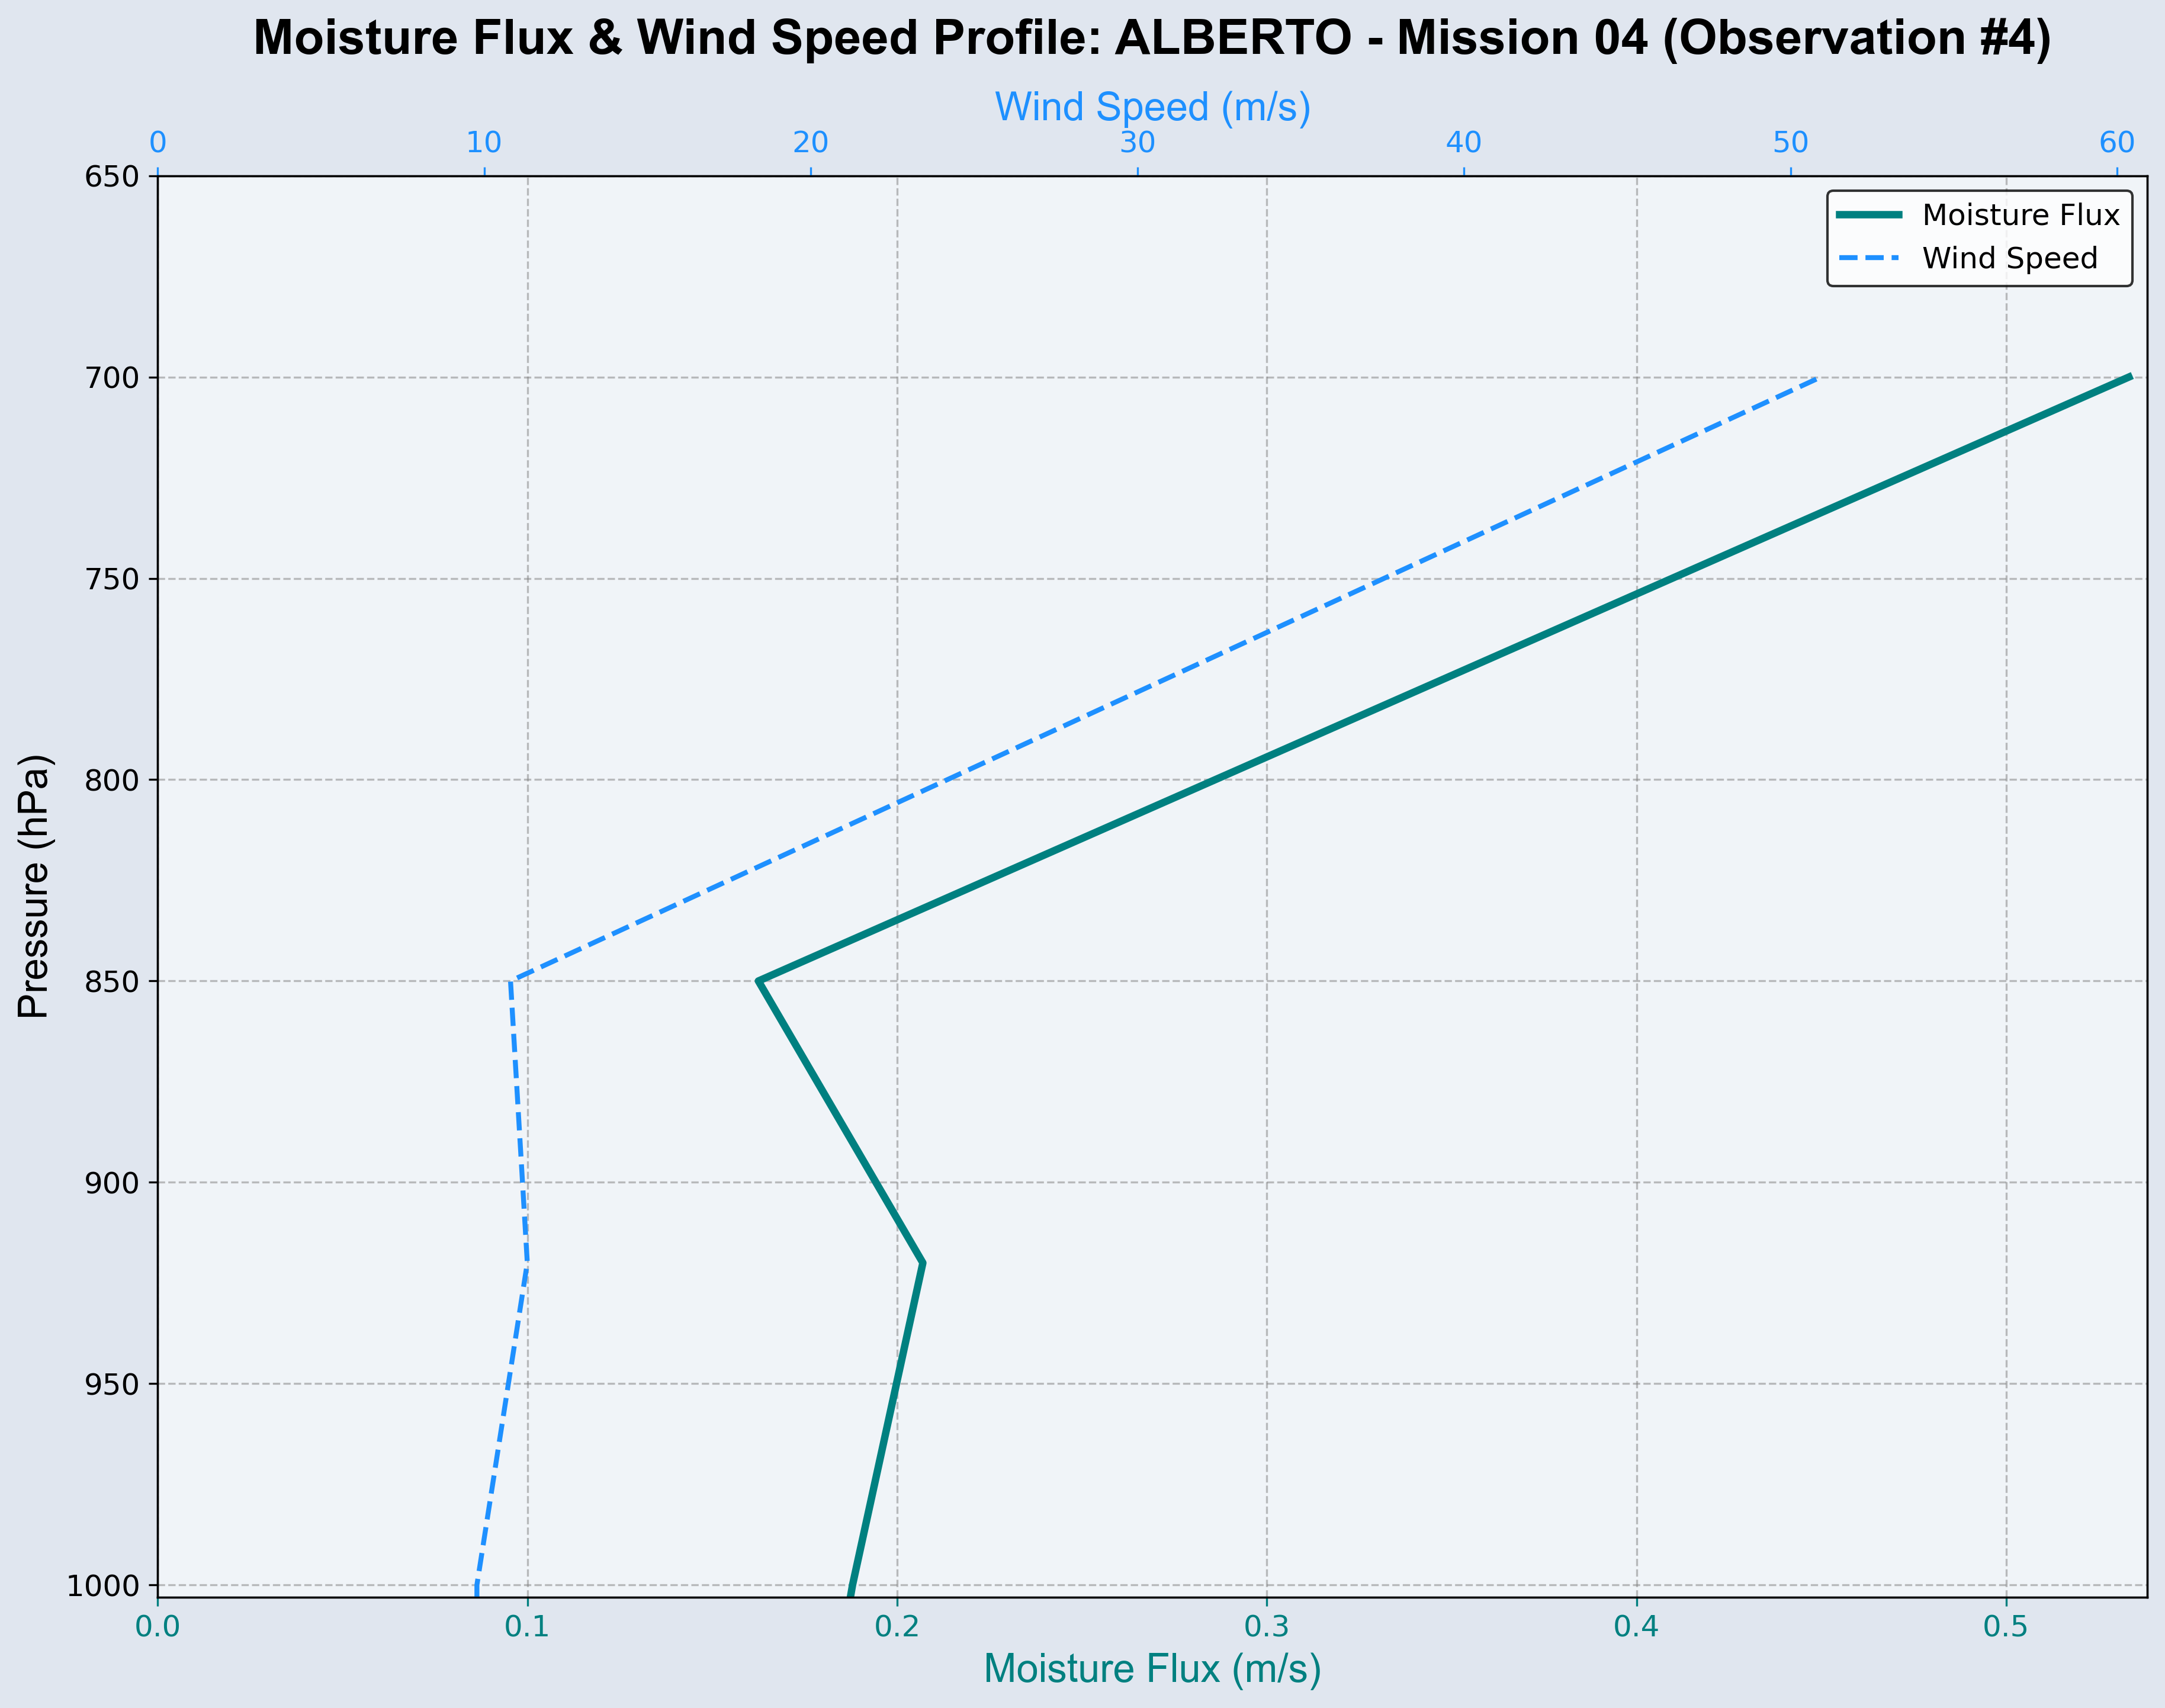 Moisture Flux & Wind Speed Profile: ALBERTO - Mission 04 (Observation #4)
Wind Speed (m/s)
0 10 20 30 40 50 60
Moisture Flux
Wind Speed
Pressure (hPa)
650
700
750
800
850
900
950
1000
0.0 0.1 0.2 0.3 0.4 0.5
Moisture Flux (m/s)